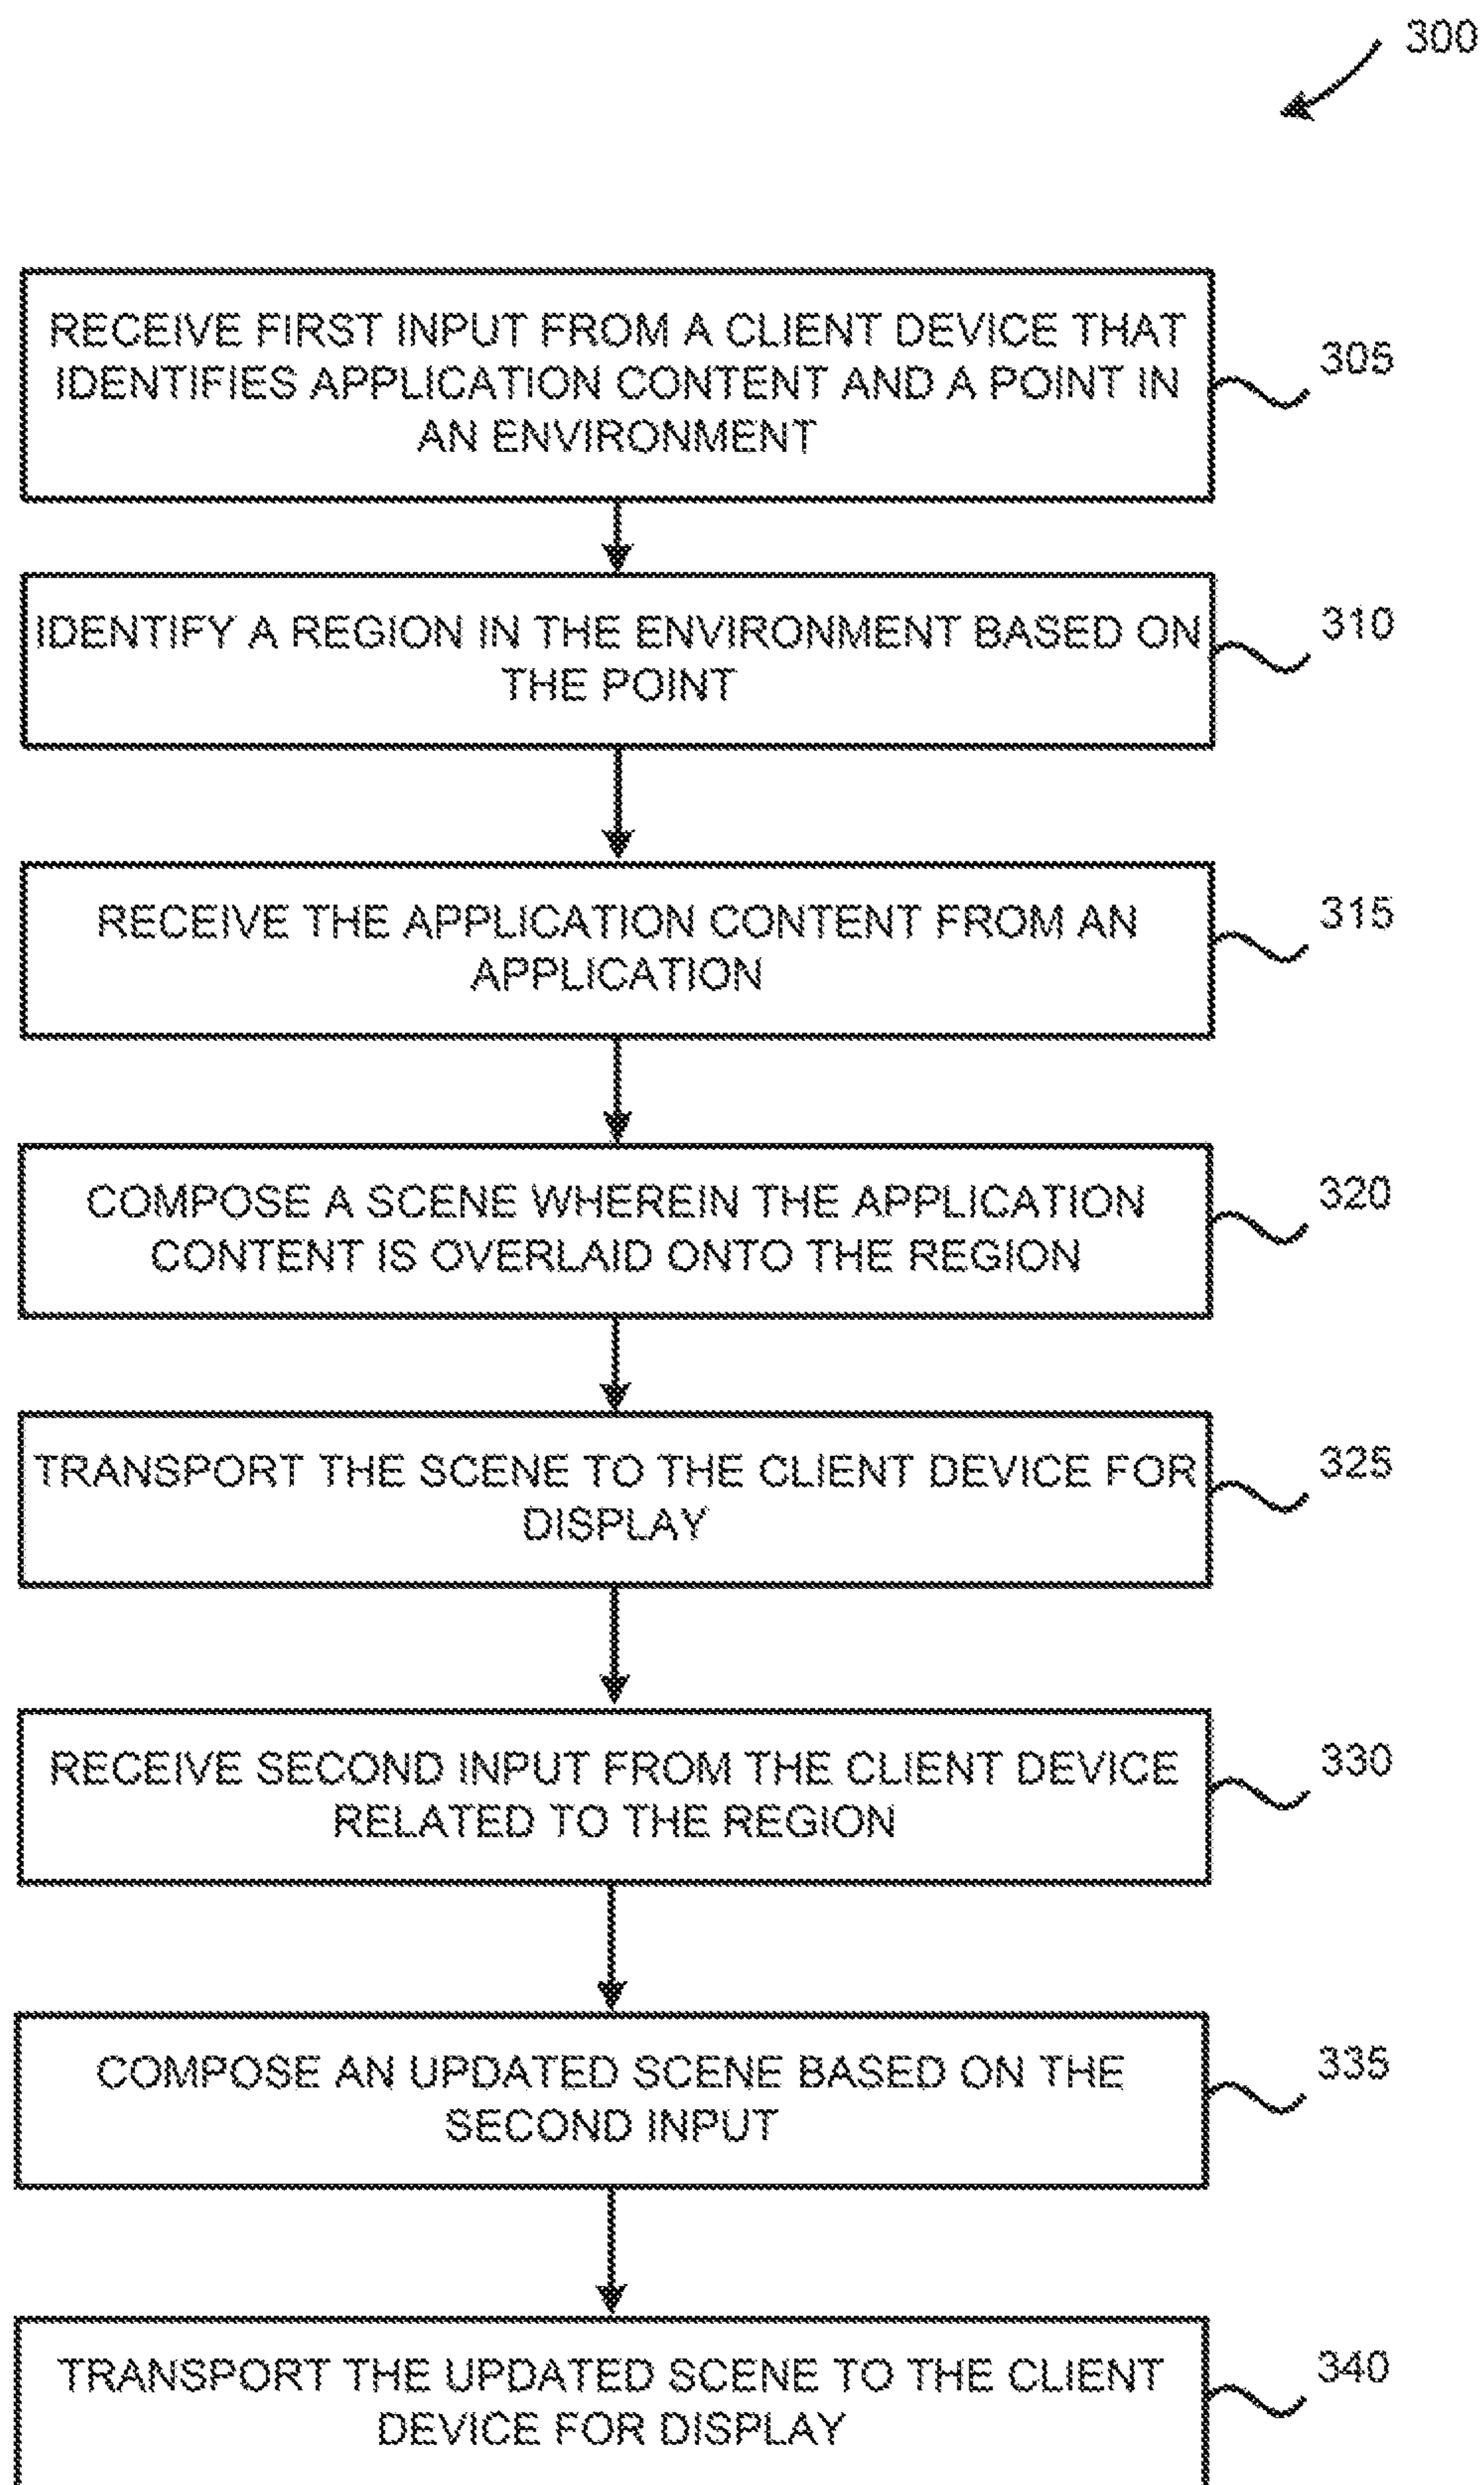 300
RECEIVE FIRST INPUT FROM A CLIENT DEVICE THAT
IDENTIFIES APPLICATION CONTENT AND A POINT IN
AN ENVIRONMENT
305
IDENTIFY A REGION IN THE ENVIRONMENT BASED ON
THE POINT
310
RECEIVE THE APPLICATION CONTENT FROM AN
APPLICATION
315
COMPOSE A SCENE WHEREIN THE APPLICATION
CONTENT IS OVERLAID ONTO THE REGION
320
TRANSPORT THE SCENE TO THE CLIENT DEVICE FOR
DISPLAY
325
RECEIVE SECOND INPUT FROM THE CLIENT DEVICE
RELATED TO THE REGION
330
COMPOSE AN UPDATED SCENE BASED ON THE
SECOND INPUT
335
TRANSPORT THE UPDATED SCENE TO THE CLIENT
DEVICE FOR DISPLAY
340